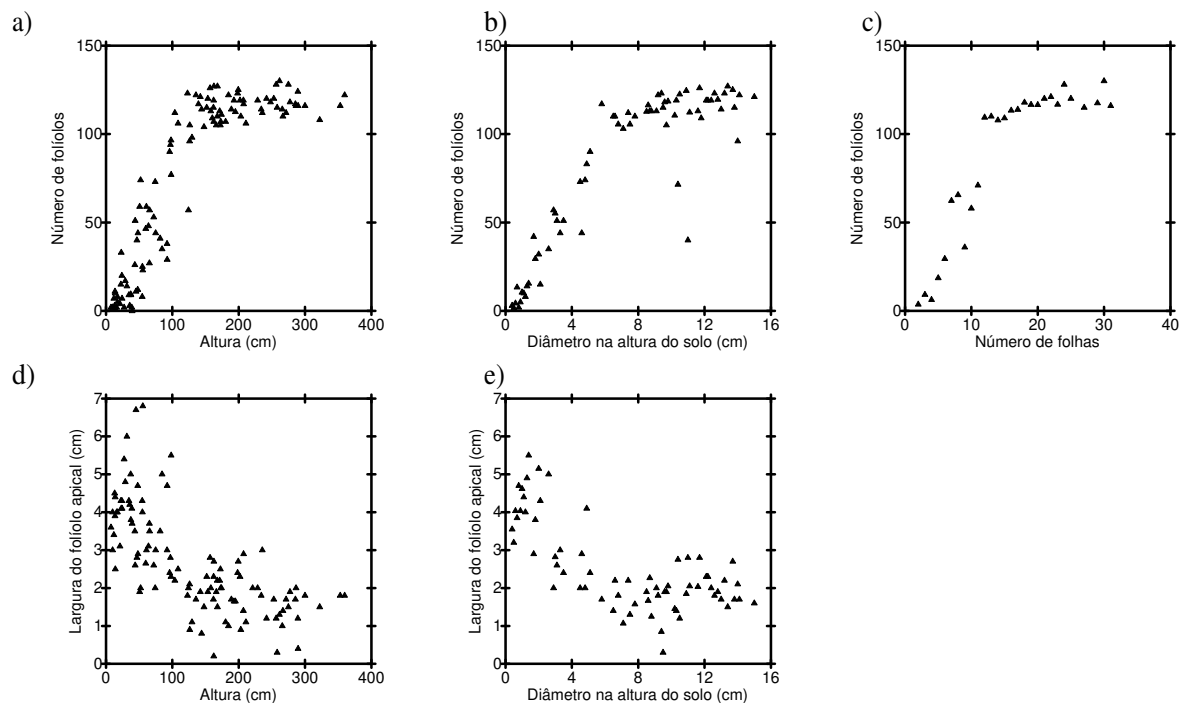 a)
150
100
50
0
Número de folíolos
0 100 200 300 400
Altura (cm)
b)
150
100
50
0
Número de folíolos
0 4 8 12 16
Diâmetro na altura do solo (cm)
c)
150
100
50
0
Número de folíolos
0 10 20 30 40
Número de folhas
d)
7
6
5
4
3
2
1
0
Largura do folíolo apical (cm)
0 100 200 300 400
Altura (cm)
e)
7
6
5
4
3
2
1
0
Largura do folíolo apical (cm)
0 4 8 12 16
Diâmetro na altura do solo (cm)